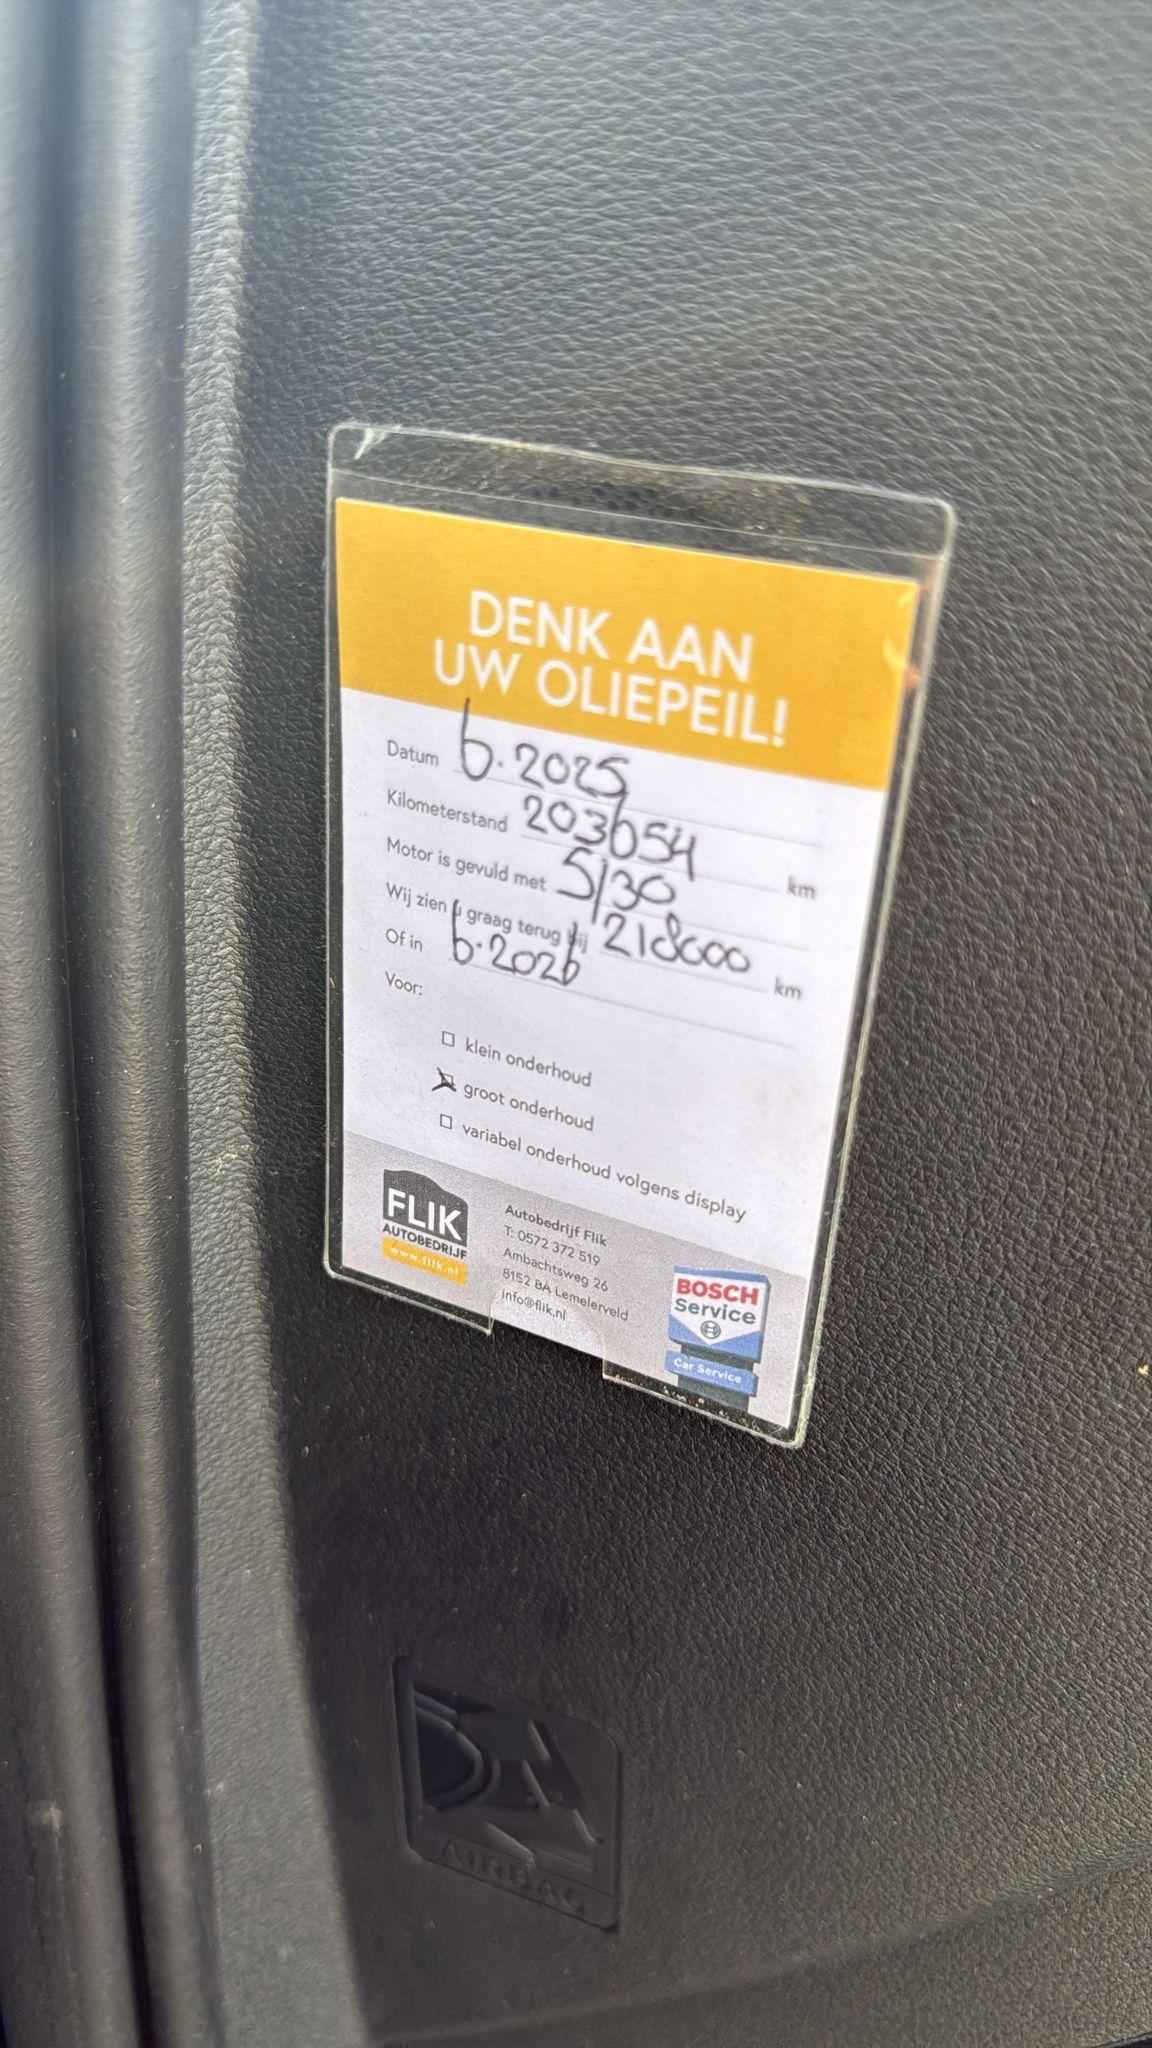 DENK AAN
UW OLIEPEIL!
Datum 6.2025
Kilometerstand 203654 km
Motor is gevuld met 5/30
Wij zien u graag terug bij 218000 km
Of in 6.2026
Voor:
klein onderhoud
groot onderhoud
variabel onderhoud volgens display
FLIK
AUTOBEDRIJF
www.flik.nl
Autobedrijf Flik
T: 0572 372 519
Ambachtsweg 26
8152 BA Lemelerveld
info@flik.nl
BOSCH
Service
Car Service
AIRBAG